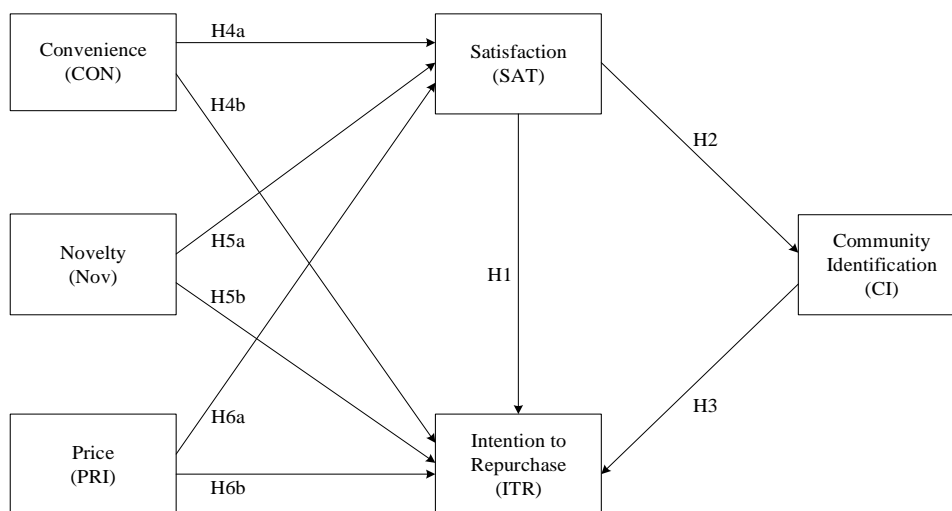 Convenience
(CON)
H4a
Satisfaction
(SAT)
H4b
H2
Novelty
(Nov)
H5a
H5b
H1
Community
Identification
(CI)
Price
(PRI)
H6a
H6b
Intention to
Repurchase
(ITR)
H3